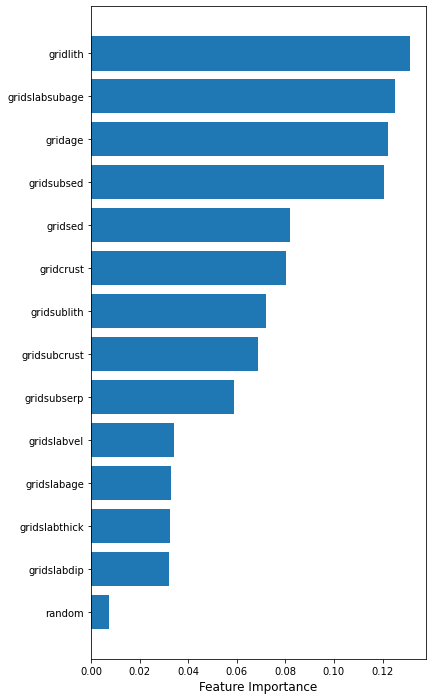 gridlith
gridslabsubage
gridage
gridsubsed
gridsed
gridcrust
gridsublith
gridsubcrust
gridsubserp
gridslabvel
gridslabage
gridslabthick
gridslabdip
random
0.00 0.02 0.04 0.06 0.08 0.10 0.12
Feature Importance